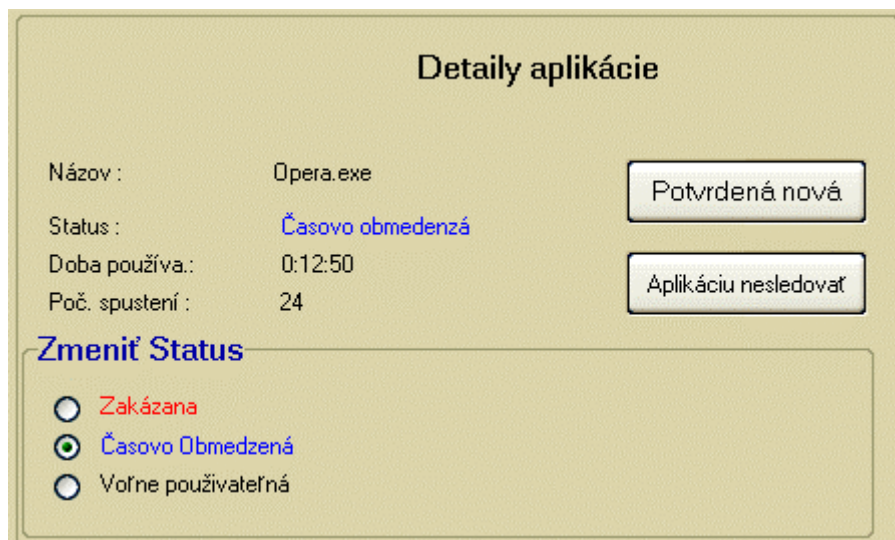 Detaily aplikácie
Názov : Opera.exe
Potvrdená nová
Status : Časovo obmedenzá
Doba používa.: 0:12:50
Aplikáciu nesledovať
Poč. spustení : 24
Zmeniť Status
Zakázana
Časovo Obmedzená
Voľne použivateľná